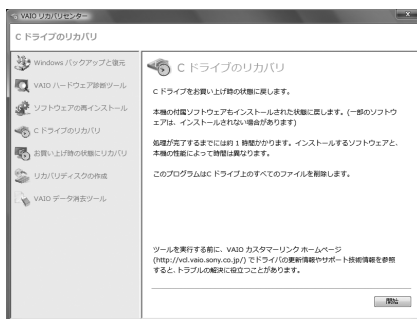 VAIO リカバリセンター
C ドライブのリカバリ
Windows バックアップと復元
VAIO ハードウェア診断ツール
ソフトウェアの再インストール
C ドライブのリカバリ
お買い上げ時の状態にリカバリ
リカバリディスクの作成
VAIO データ消去ツール
C ドライブのリカバリ
C ドライブをお買い上げ時の状態に戻します。
本機の付属ソフトウェアもインストールされた状態に戻します。(一部のソフトウ
ェアは、インストールされない場合があります)
処理が完了するまでには約 1 時間かかります。インストールするソフトウェアと、
本機の性能によって時間は異なります。
このプログラムは C ドライブ上のすべてのファイルを削除します。
ツールを実行する前に、VAIO カスタマーリンク ホームページ
(http://vcl.vaio.sony.co.jp/) でドライバの更新情報やサポート技術情報を参照
すると、トラブルの解決に役立つことがあります。
開始